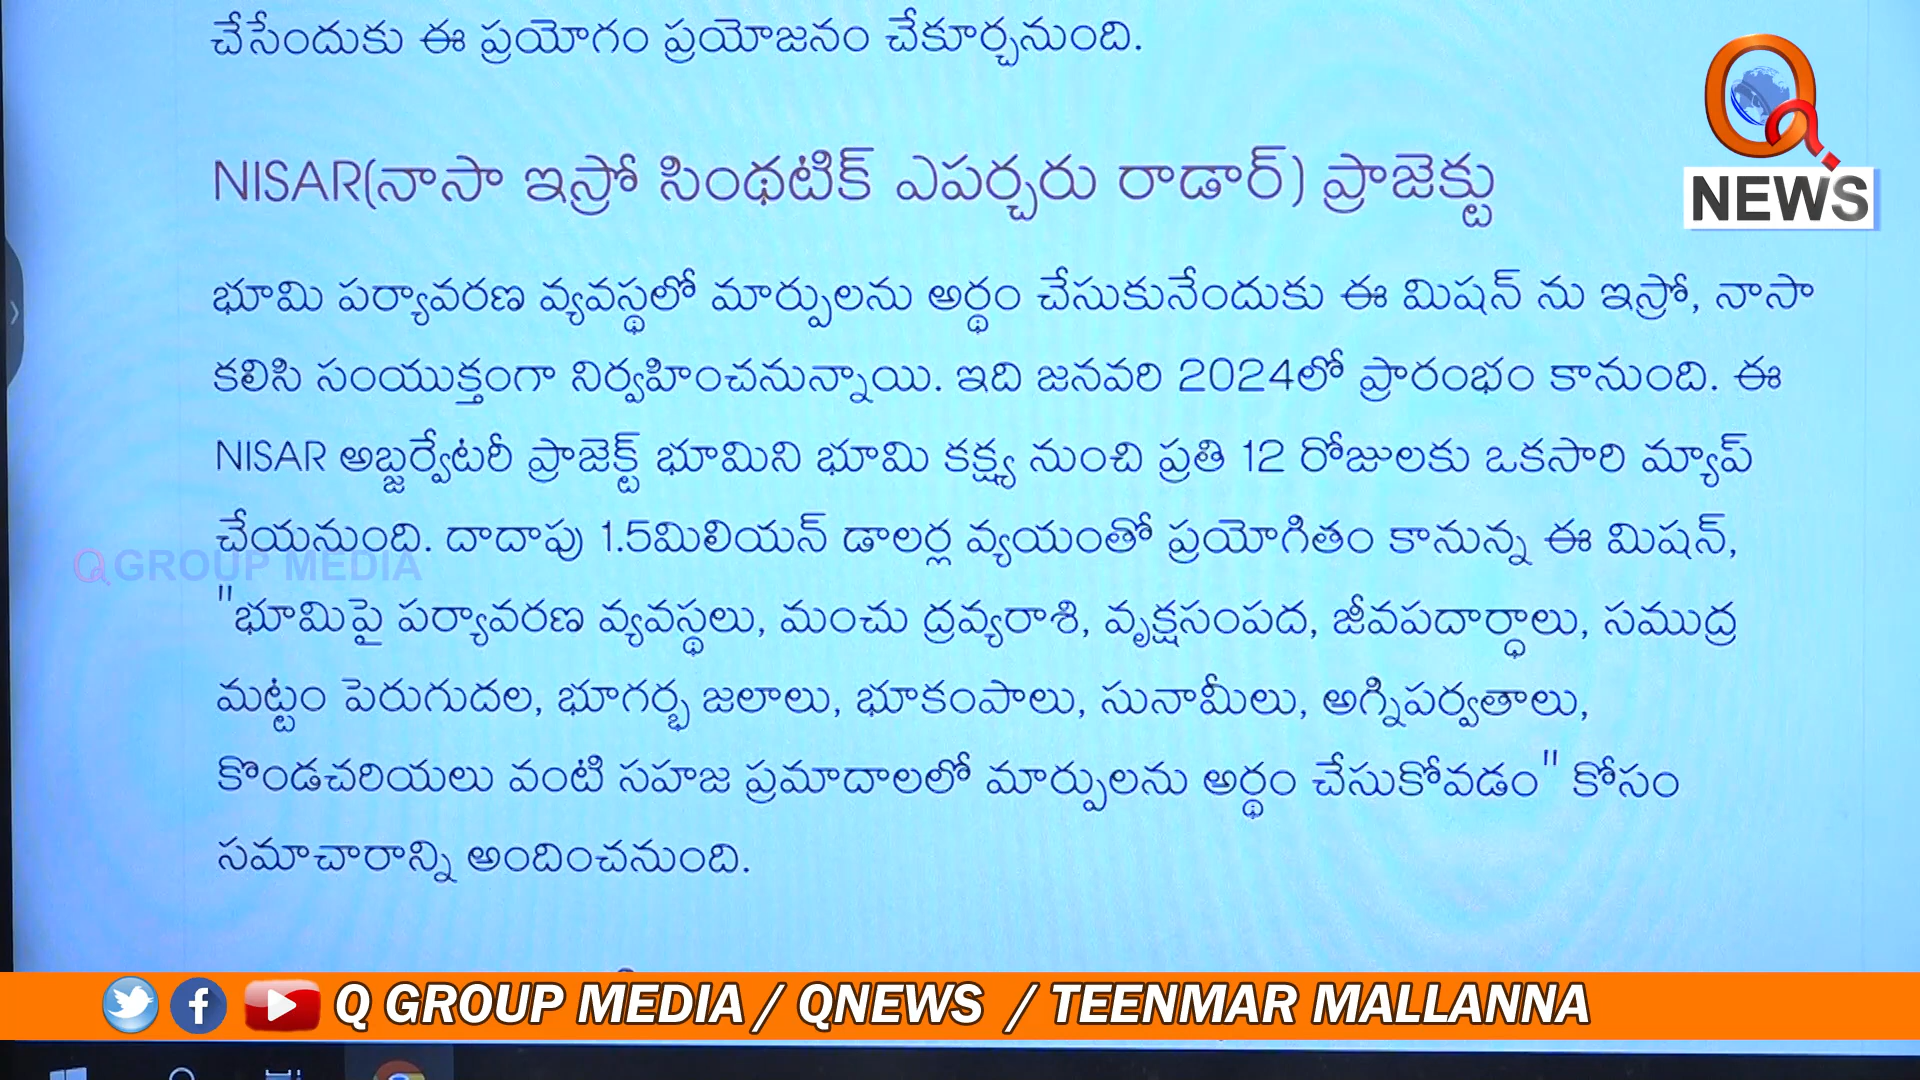 చేసేందుకు ఈ ప్రయోగం ప్రయోజనం చేకూర్చనుంది.
Q
NEWS
NISAR(నాసా ఇస్రో సింథటిక్ ఎపర్చరు రాడార్) ప్రాజెక్టు
భూమి పర్యావరణ వ్యవస్థలో మార్పులను అర్థం చేసుకునేందుకు ఈ మిషన్ ను ఇస్రో, నాసా
కలిసి సంయుక్తంగా నిర్వహించనున్నాయి. ఇది జనవరి 2024లో ప్రారంభం కానుంది. ఈ
NISAR అబ్జర్వేటరీ ప్రాజెక్ట్ భూమిని భూమి కక్ష్య నుంచి ప్రతి 12 రోజులకు ఒకసారి మ్యాప్
చేయనుంది. దాదాపు 1.5మిలియన్ డాలర్ల వ్యయంతో ప్రయోగితం కానున్న ఈ మిషన్,
Q GROUP MEDIA
"భూమిపై పర్యావరణ వ్యవస్థలు, మంచు ద్రవ్యరాశి, వృక్షసంపద, జీవపదార్ధాలు, సముద్ర
మట్టం పెరుగుదల, భూగర్భ జలాలు, భూకంపాలు, సునామీలు, అగ్నిపర్వతాలు,
కొండచరియలు వంటి సహజ ప్రమాదాలలో మార్పులను అర్థం చేసుకోవడం" కోసం
సమాచారాన్ని అందించనుంది.
Q GROUP MEDIA / QNEWS / TEENMAR MALLANNA